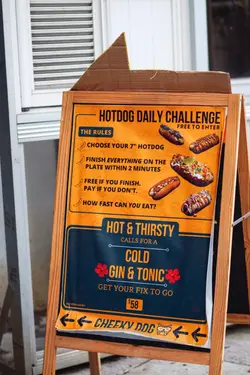 HOTDOG DAILY CHALLENGE
FREE TO ENTER
THE RULES
CHOOSE YOUR 7" HOTDOG
FINISH EVERYTHING ON THE
PLATE WITHIN 2 MINUTES
FREE IF YOU FINISH.
PAY IF YOU DON'T.
HOW FAST CAN YOU EAT?
HOT & THIRSTY
CALLS FOR A
COLD
GIN & TONIC
GET YOUR FIX TO GO
$58
CHEEKY DOG